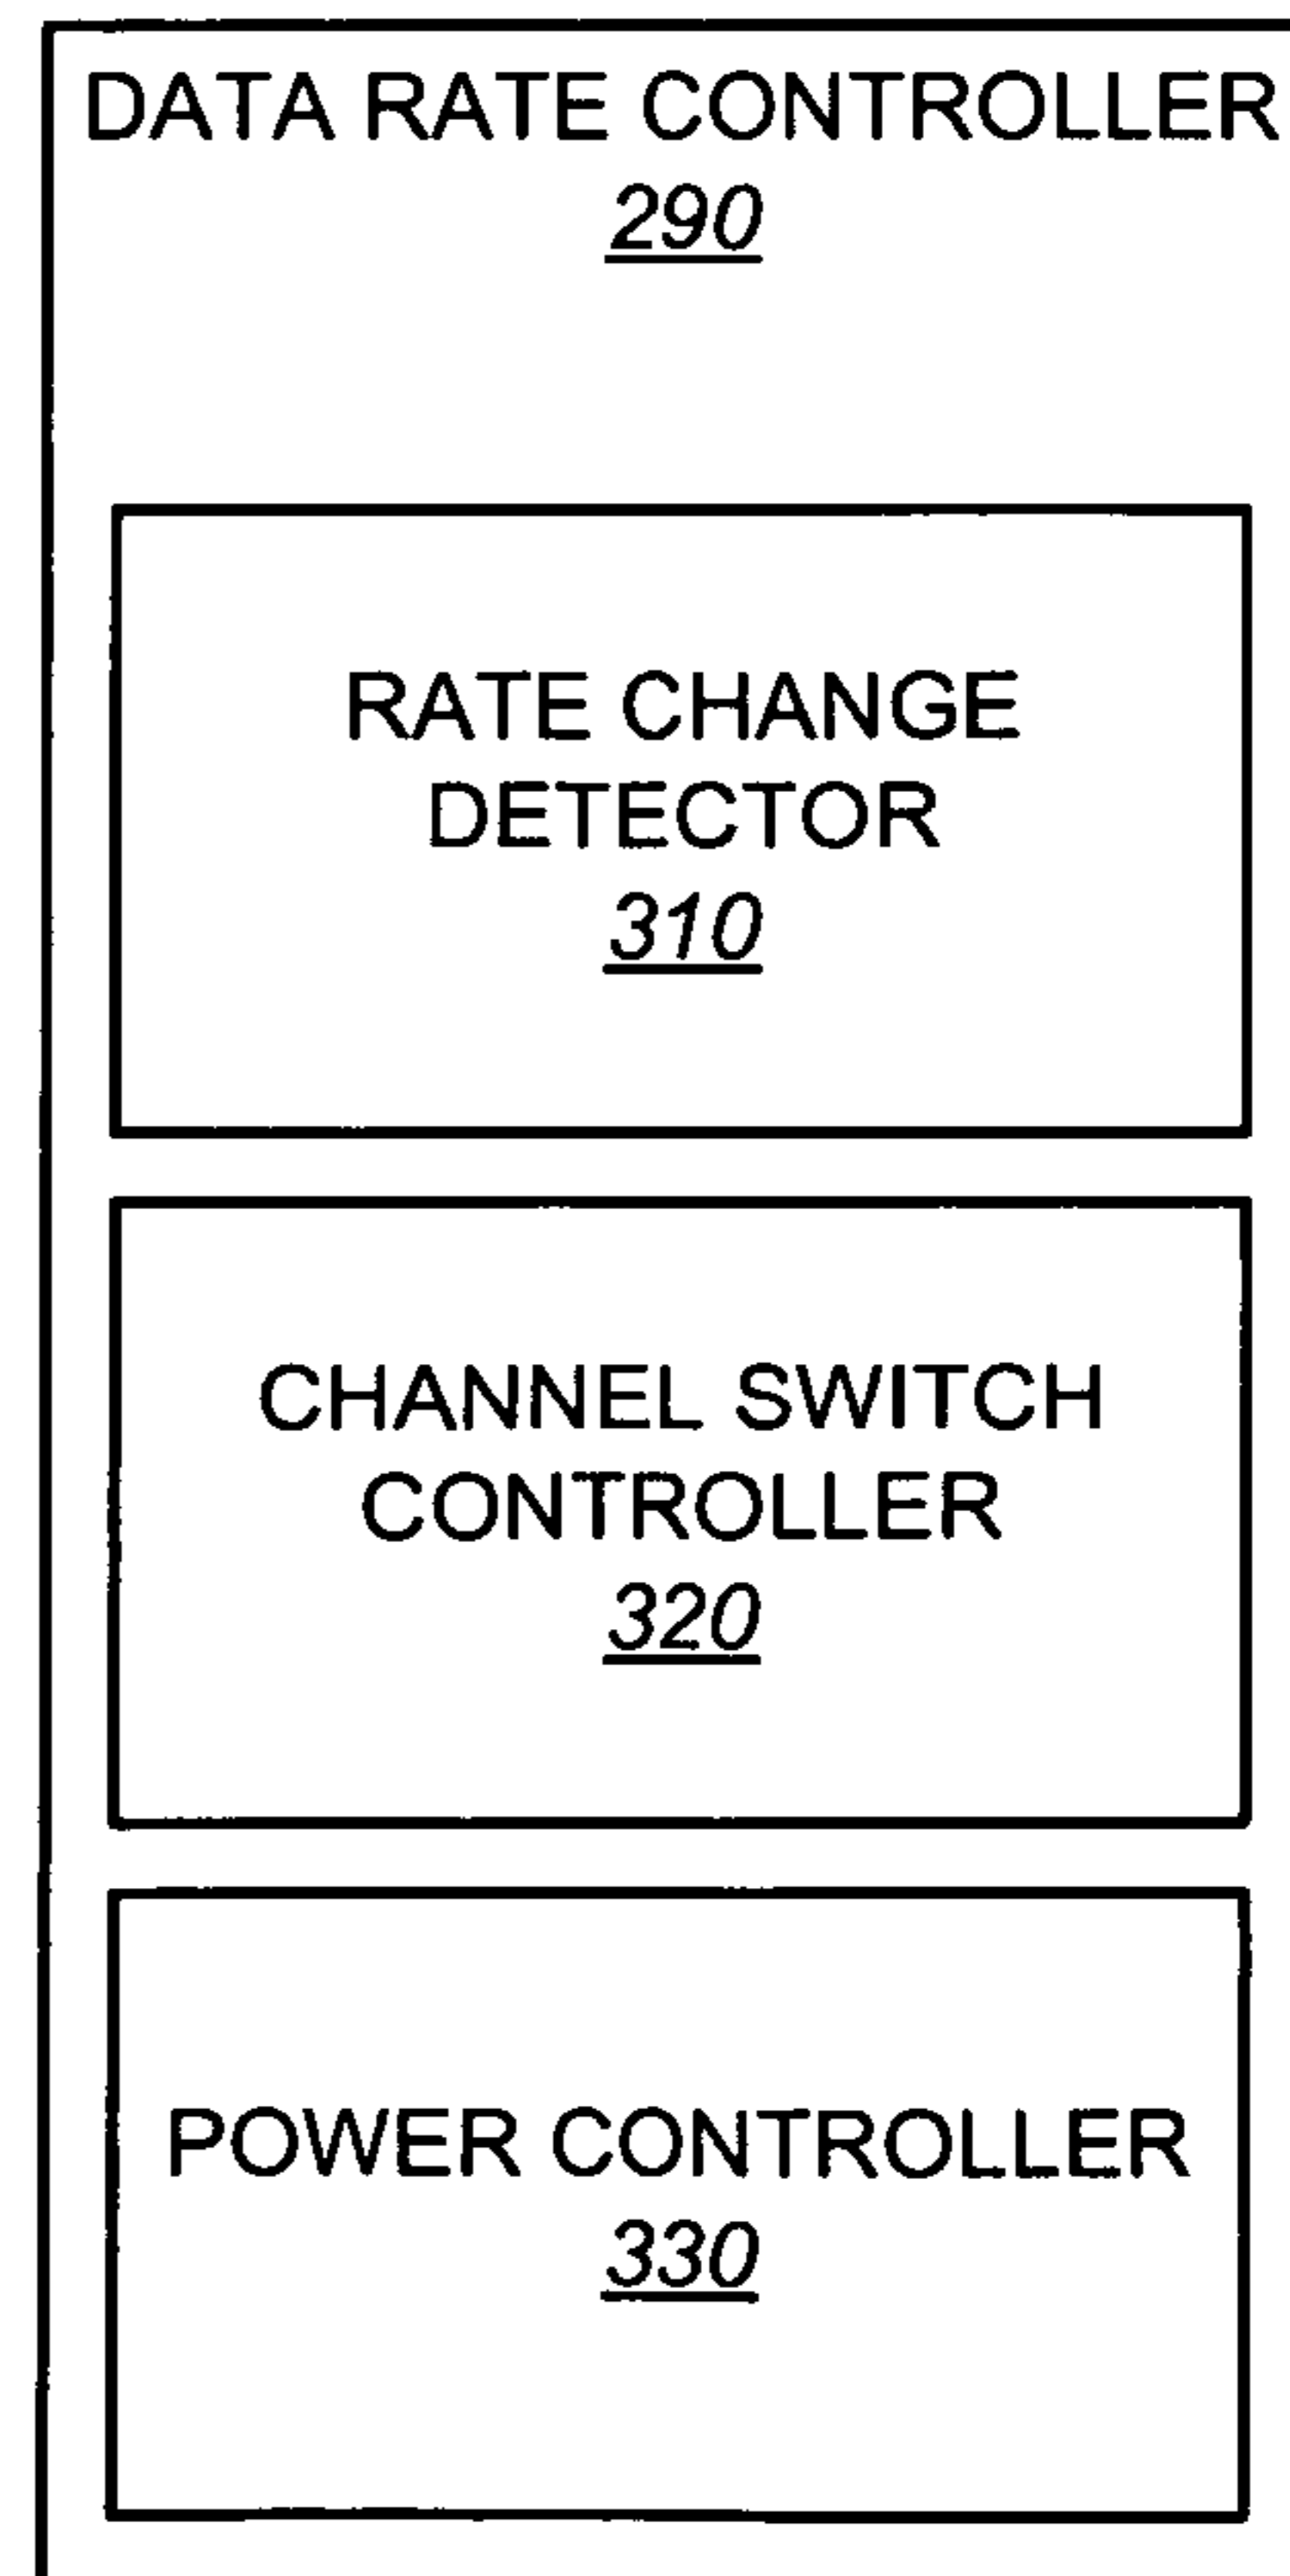 DATA RATE CONTROLLER
290
RATE CHANGE
DETECTOR
310
CHANNEL SWITCH
CONTROLLER
320
POWER CONTROLLER
330